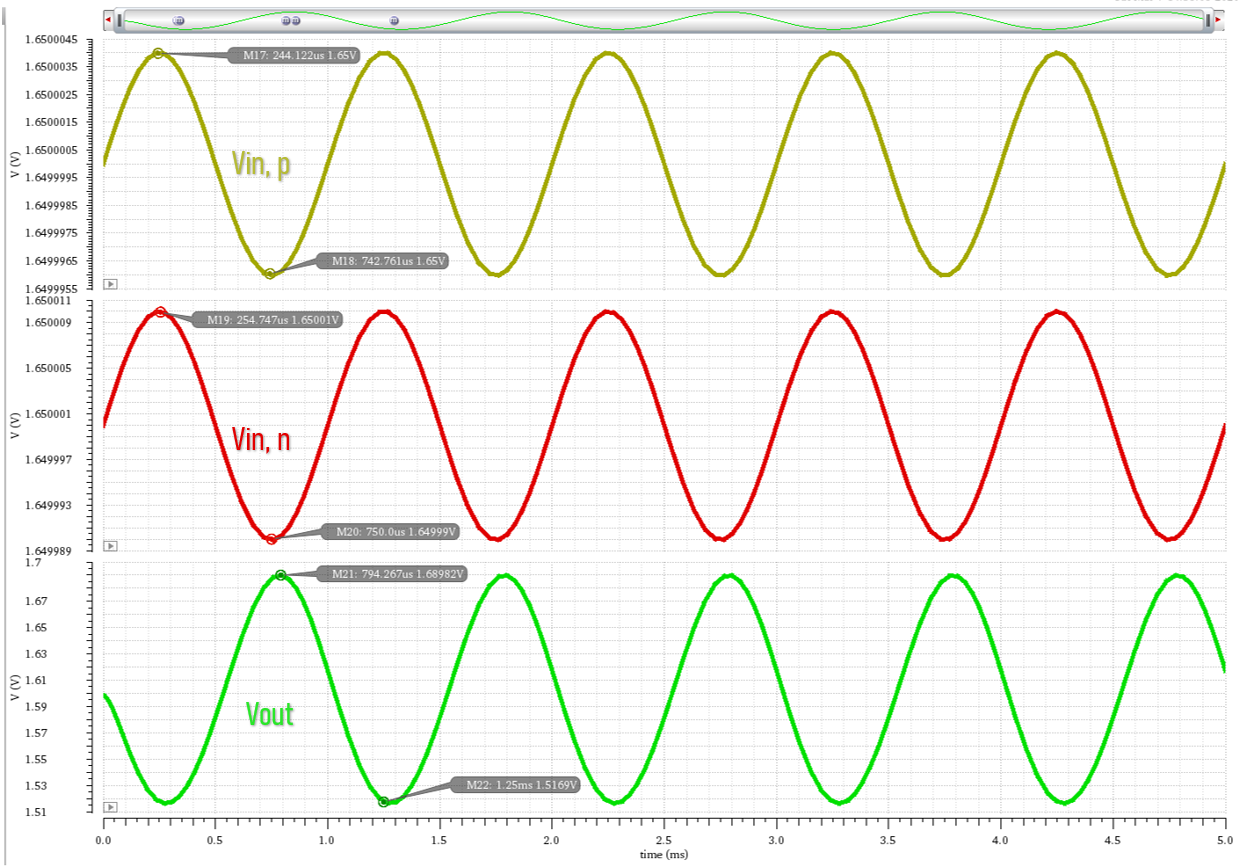 1.6500045
M17: 244.122us 1.65V
1.6500035
1.6500025
1.6500015
1.6500005
Vin, p
V (V)
1.6499995
1.6499985
1.6499975
M18: 742.761us 1.65V
1.6499965
1.6499955
1.650011
M19: 254.747us 1.65001V
1.650009
1.650005
1.650001
V (V)
Vin, n
1.649997
1.649993
M20: 750.0us 1.64999V
1.649989
1.7
M21: 794.267us 1.68982V
1.67
1.65
1.63
V (V)
1.61
1.59
Vout
1.57
1.55
1.53
M22: 1.25ms 1.5169V
1.51
0.0 0.5 1.0 1.5 2.0 2.5 3.0 3.5 4.0 4.5 5.0
time (ms)